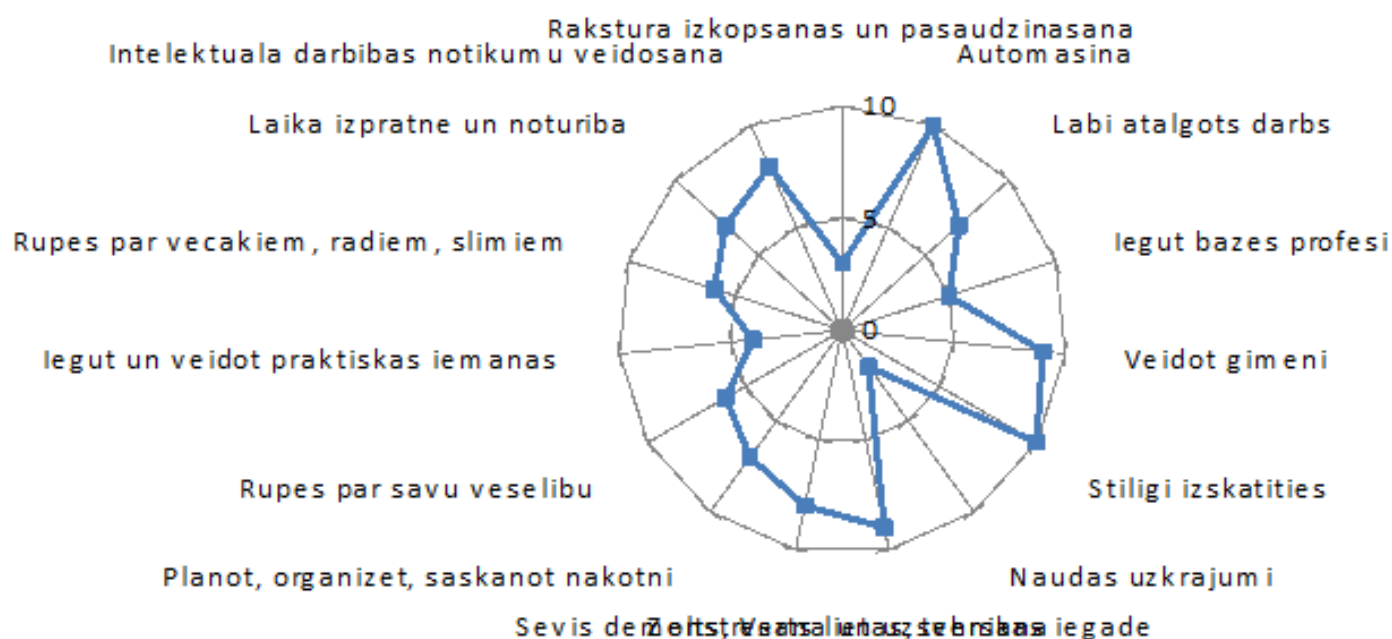 Rakstura izkopsanas un pasaudzinasana
Intelektuala darbibas notikumu veidosana
Automasina
10
Laika izpratne un noturiba
Labi atalgots darbs
5
Rupes par vecakiem, radiem, slimiem
Iegut bazes profesi
0
Iegut un veidot praktiskas iemanas
Veidot gimeni
Rupes par savu veselibu
Stiligi izskatities
Planot, organizet, saskanot nakotni
Naudas uzkrajumi
Sevis iegade